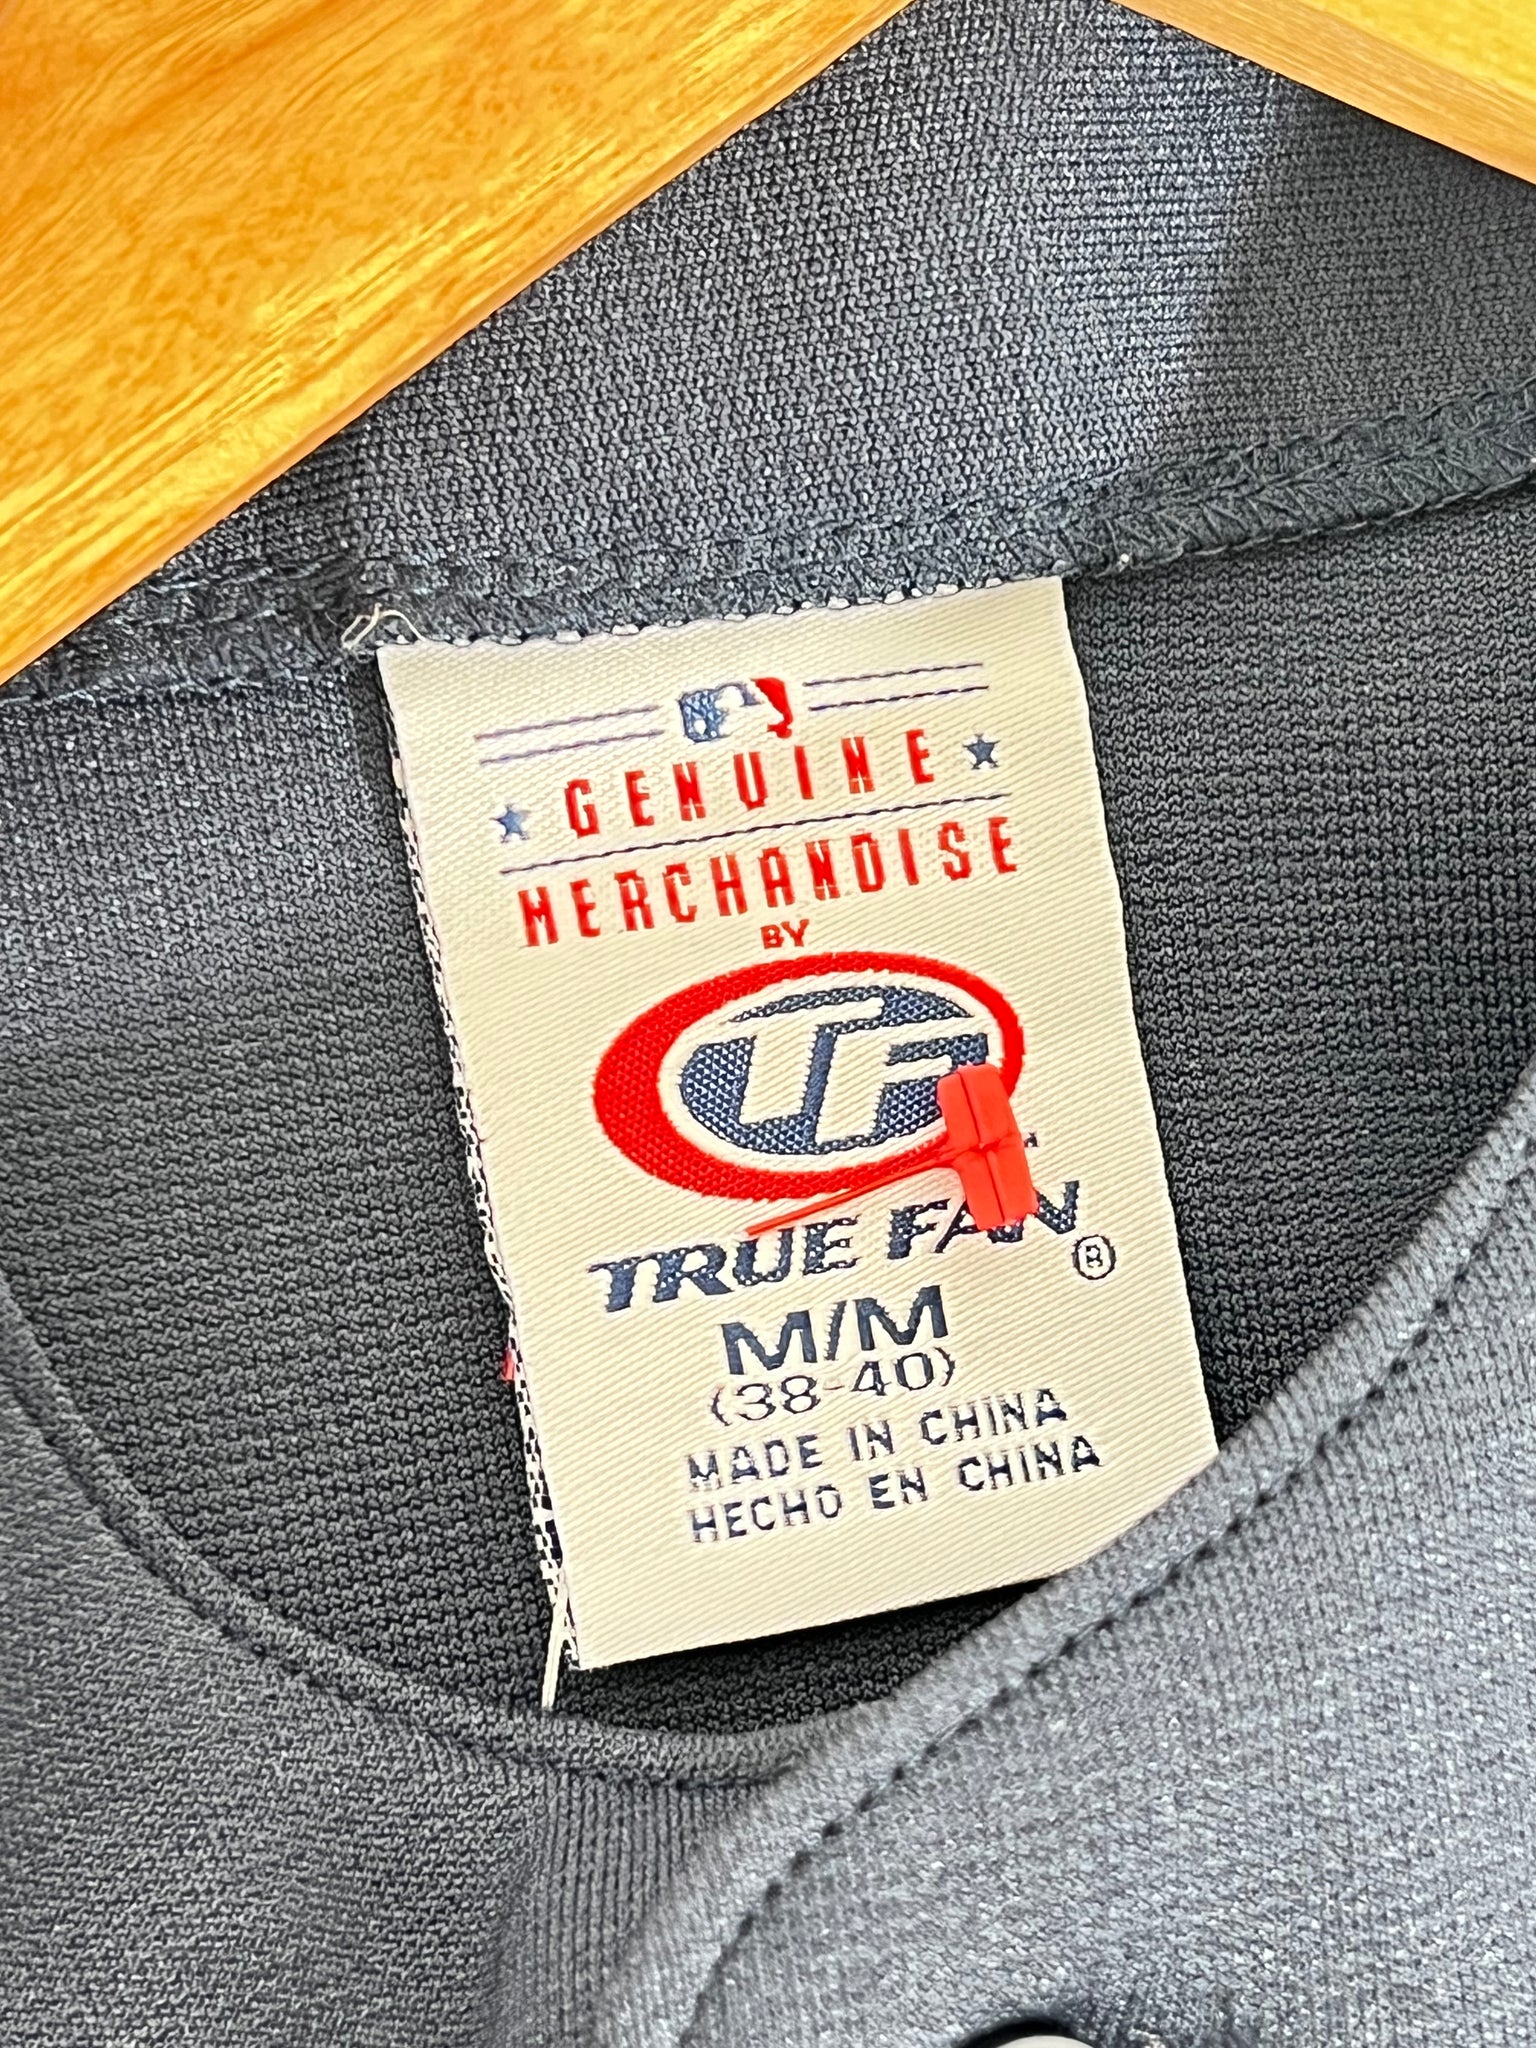 GENUINE
MERCHANDISE
BY
TF
TRUE FAN®
M/M
(38-40)
MADE IN CHINA
HECHO EN CHINA